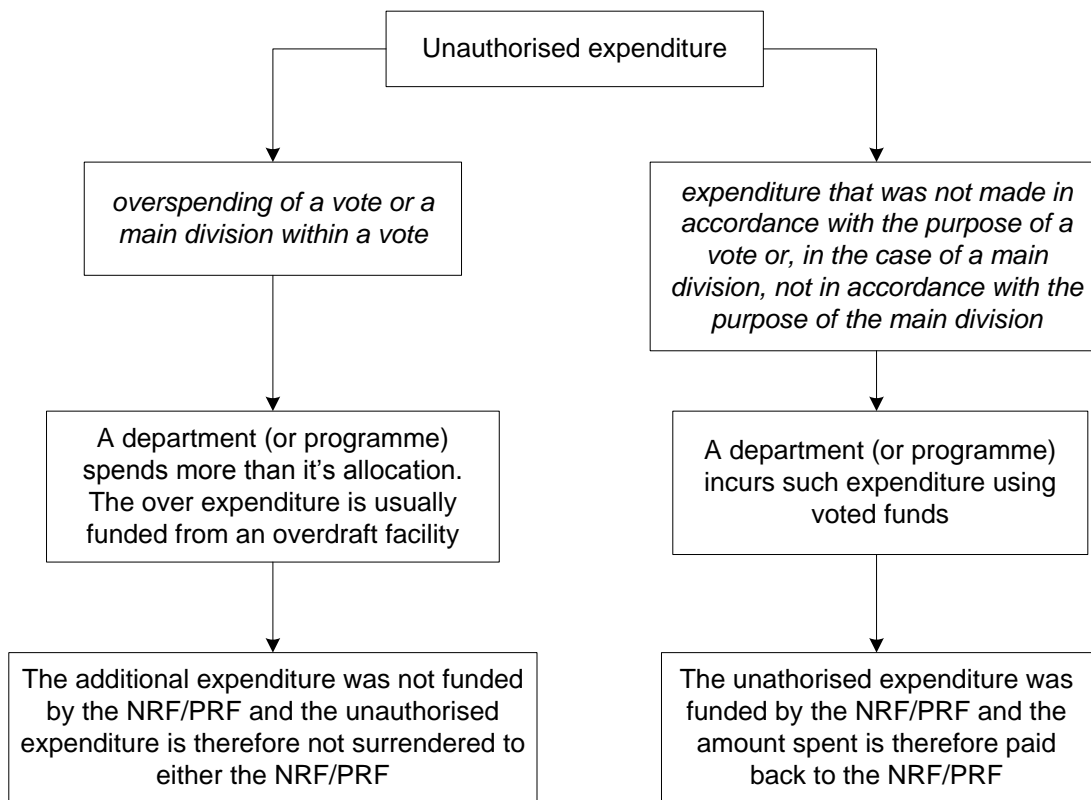 Unauthorised expenditure
overspending of a vote or a
main division within a vote
expenditure that was not made in
accordance with the purpose of a
vote or, in the case of a main
division, not in accordance with the
purpose of the main division
A department (or programme)
spends more than it's allocation.
The over expenditure is usually
funded from an overdraft facility
A department (or programme)
incurs such expenditure using
voted funds
The additional expenditure was not funded
by the NRF/PRF and the unauthorised
expenditure is therefore not surrendered to
either the NRF/PRF
The unathorised expenditure was
funded by the NRF/PRF and the
amount spent is therefore paid
back to the NRF/PRF